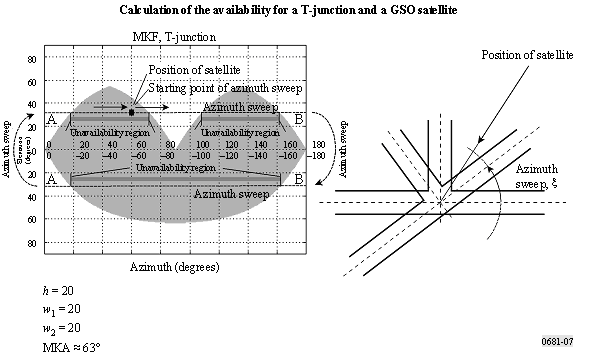 Calculation of the availability for a T-junction and a GSO satellite
MKF, T-junction
Position of satellite
Starting point of azimuth sweep
Azimuth sweep
A
B
Unavailability region
Unavailability region
80
60
40
20
0 20 40 60 80 100 120 140 160 180
0 –20 –40 –60 –80 –100 –120 –140 –160 –180
Unavailability region
A
B
Azimuth sweep
20
40
60
80
Azimuth sweep
(degrees)
Azimuth sweep
Azimuth (degrees)
Position of satellite
Azimuth
sweep, ξ
h = 20
w1 = 20
w2 = 20
MKA ≈ 63°
0681-07